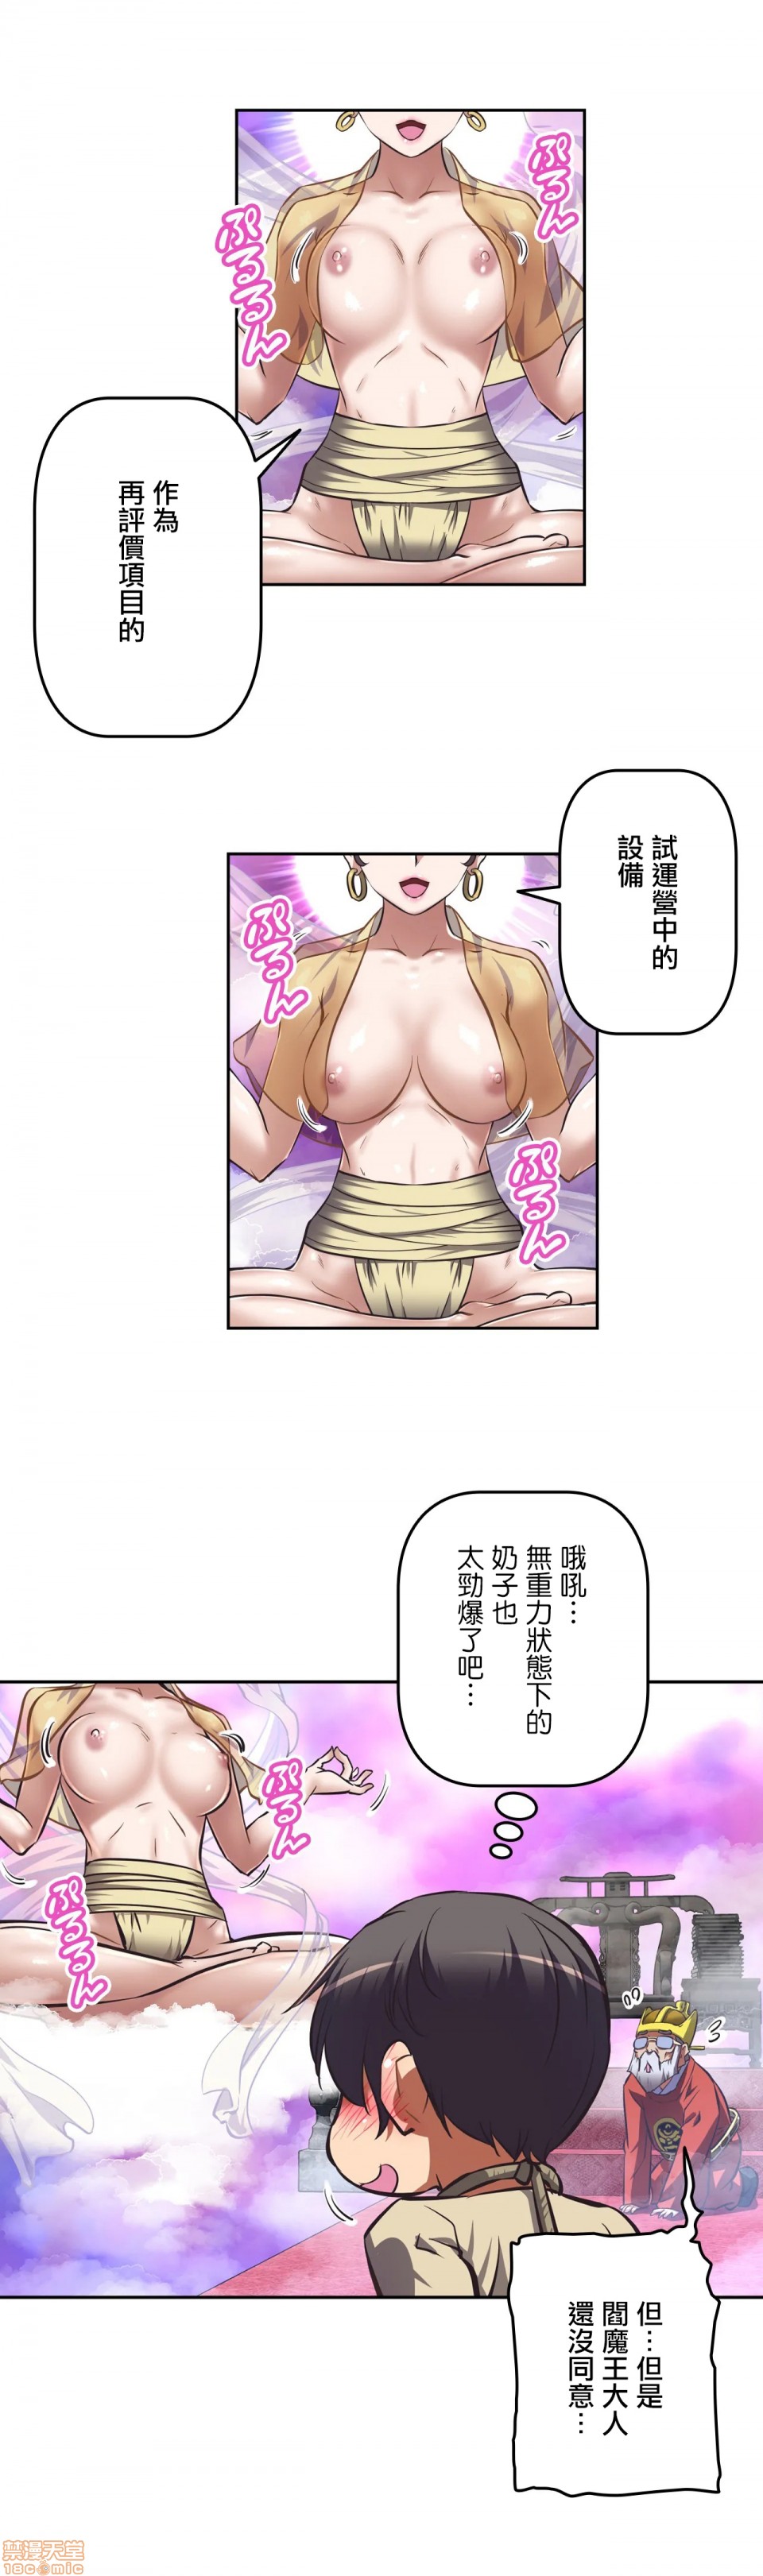 ぷるん
ぷるるん
作為
再評價項目的
試運營中的
設備
ぷるん
ぷるん
哦吼…
無重力狀態下的
奶子也
太勁爆了吧…
ぷるん
ぷるるん
但…但是
閻魔王大人
還沒同意…
禁漫天堂
18comic